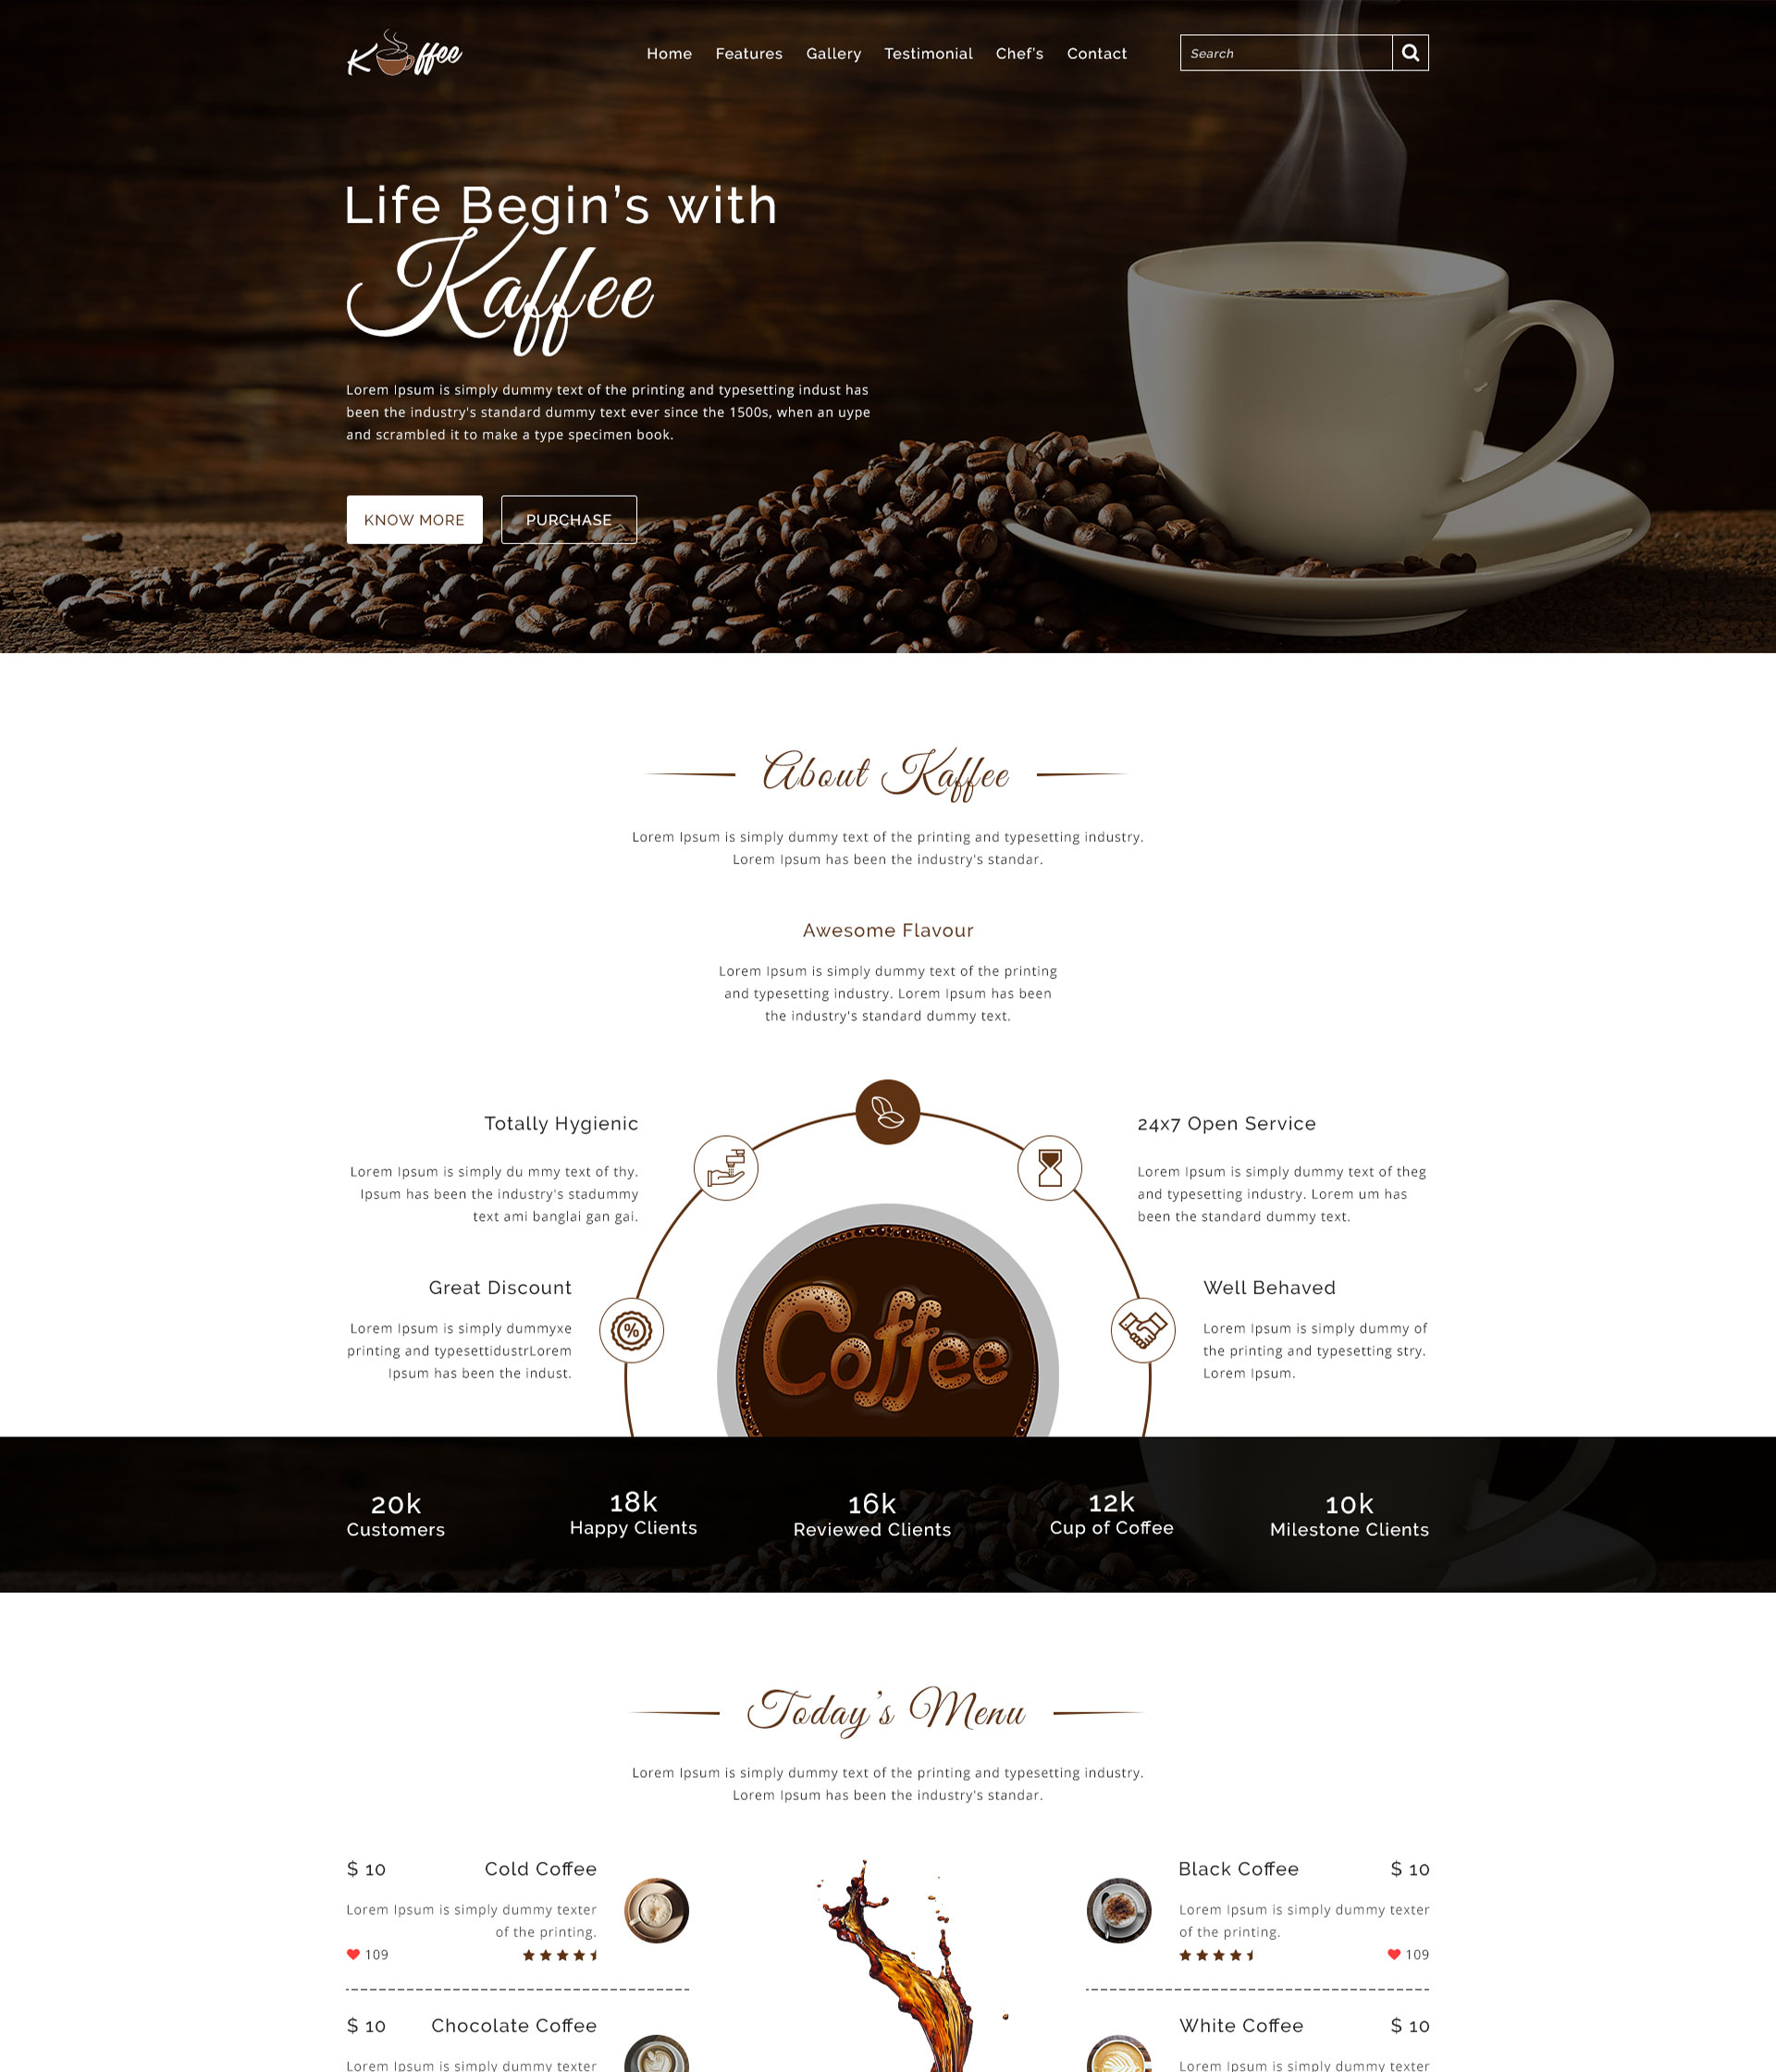 Kaffee
Home Features Gallery Testimonial Chef's Contact
Search
Life Begin's with
Kaffee
Lorem Ipsum is simply dummy text of the printing and typesetting indust has
been the industry's standard dummy text ever since the 1500s, when an uype
and scrambled it to make a type specimen book.
KNOW MORE PURCHASE
About Kaffee
Lorem Ipsum is simply dummy text of the printing and typesetting industry.
Lorem Ipsum has been the industry's standar.
Awesome Flavour
Lorem Ipsum is simply dummy text of the printing
and typesetting industry. Lorem Ipsum has been
the industry's standard dummy text.
Totally Hygienic
Lorem Ipsum is simply du mmy text of thy.
Ipsum has been the industry's stadummy
text ami banglai gan gai.
24x7 Open Service
Lorem Ipsum is simply dummy text of theg
and typesetting industry. Lorem um has
been the standard dummy text.
Great Discount
Lorem Ipsum is simply dummyxe
printing and typesettidustrLorem
Ipsum has been the indust.
%
Coffee
Well Behaved
Lorem Ipsum is simply dummy of
the printing and typesetting stry.
Lorem Ipsum.
20k
Customers
18k
Happy Clients
16k
Reviewed Clients
12k
Cup of Coffee
10k
Milestone Clients
Today's Menu
Lorem Ipsum is simply dummy text of the printing and typesetting industry.
Lorem Ipsum has been the industry's standar.
$ 10 Cold Coffee
Lorem Ipsum is simply dummy texter
of the printing.
109
Black Coffee $ 10
Lorem Ipsum is simply dummy texter
of the printing.
109
$ 10 Chocolate Coffee
Lorem Ipsum is simply dummy texter
White Coffee $ 10
Lorem Ipsum is simply dummy texter